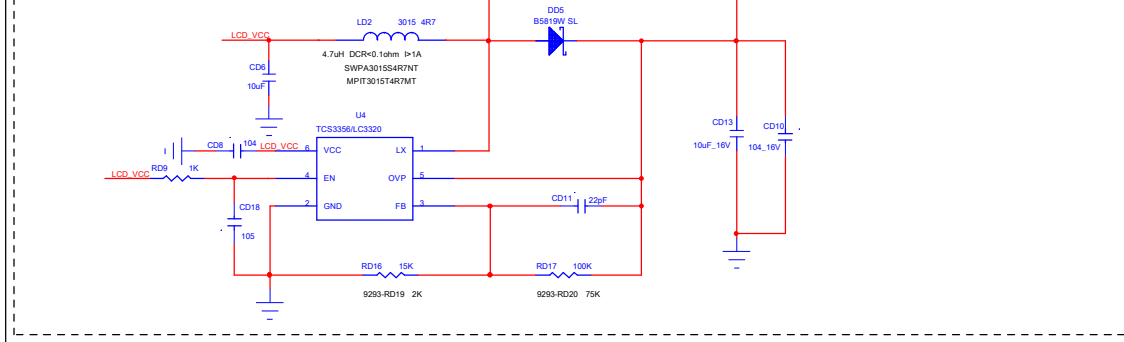 DD5
B5819W SL
LD2 3015 4R7
LCD_VCC
4.7uH DCR<0.1ohm I>1A
SWPA3015S4R7NT
MPIT3015T4R7MT
CD6
10uF
U4
TCS3356/LC3320
CD8 104 LCD_VCC 6 VCC LX 1
CD13
10uF_16V
CD10
104_16V
LCD_VCC RD9 1K 4 EN OVP 5
2 GND FB 3
CD11 22pF
CD18
105
RD16 15K
RD17 100K
9293-RD19 2K
9293-RD20 75K